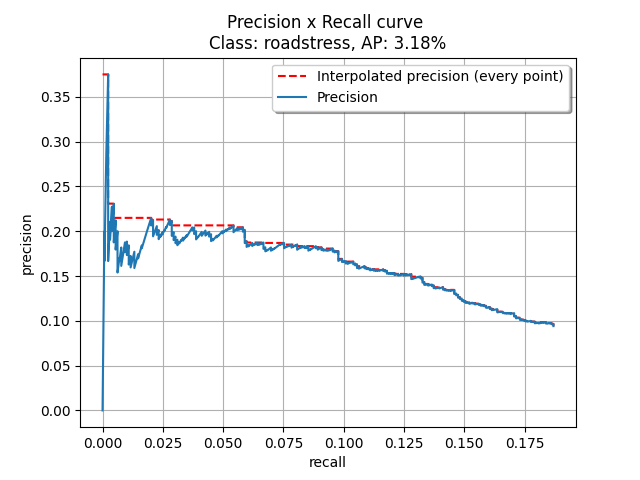 Precision x Recall curve
Class: roadstress, AP: 3.18%
Interpolated precision (every point)
Precision
0.35
0.30
0.25
0.20
0.15
0.10
0.05
0.00
precision
0.000 0.025 0.050 0.075 0.100 0.125 0.150 0.175
recall